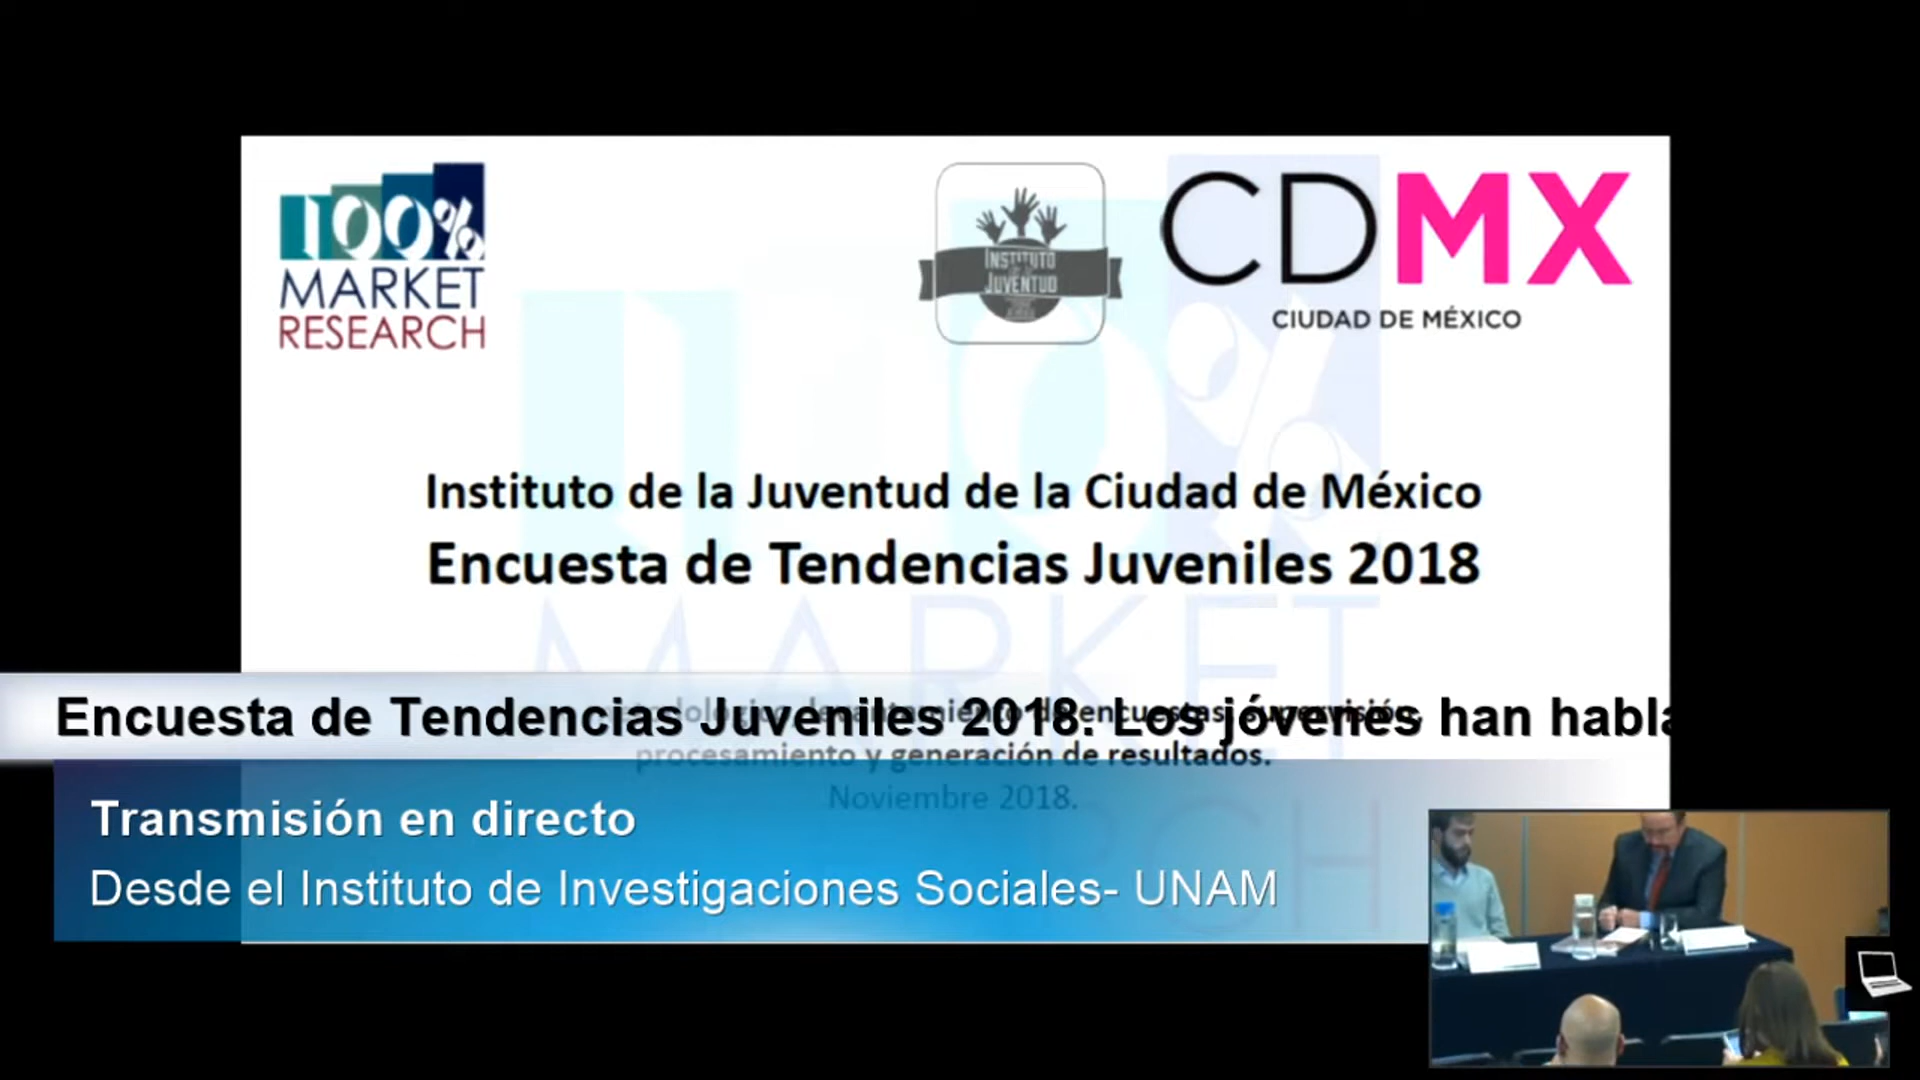 100%
MARKET
RESEARCH
INSTITUTO
JUVENTUD
CDMX
CIUDAD DE MÉXICO
Instituto de la Juventud de la Ciudad de México
Encuesta de Tendencias Juveniles 2018
Encuesta de Tendencias Juveniles 2018. Los jóvenes han habla
procesamiento y generación de resultados.
Noviembre 2018.
Transmisión en directo
Desde el Instituto de Investigaciones Sociales- UNAM